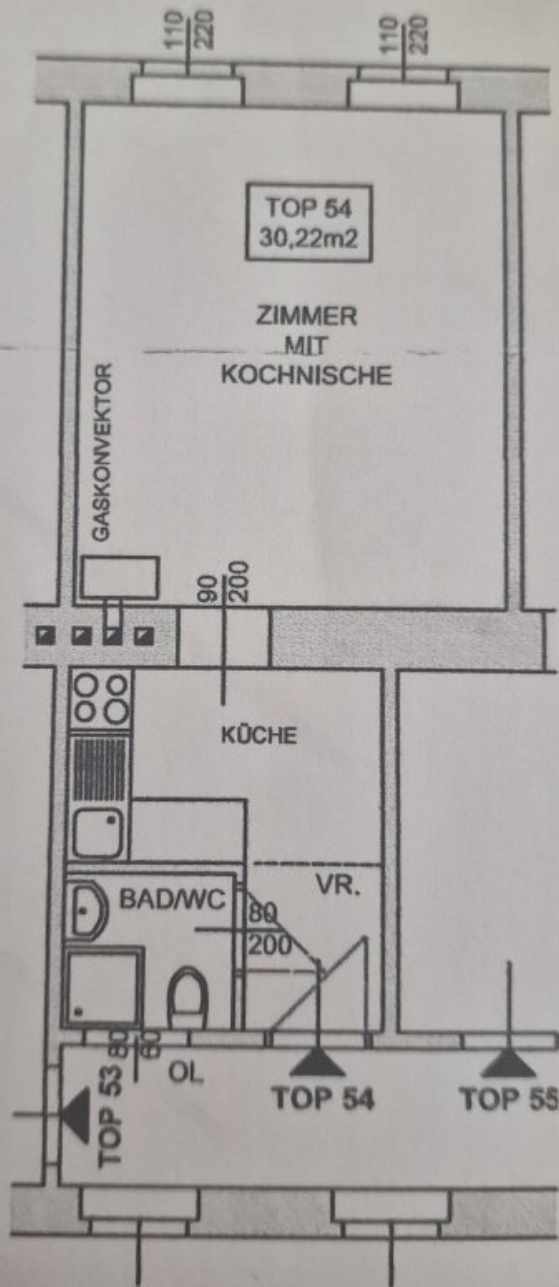 110
220
110
220
TOP 54
30,22m2
ZIMMER
MIT
KOCHNISCHE
GASKONVEKTOR
90
200
KÜCHE
BAD/WC
VR.
80
200
80
60
OL
TOP 53
TOP 54
TOP 55